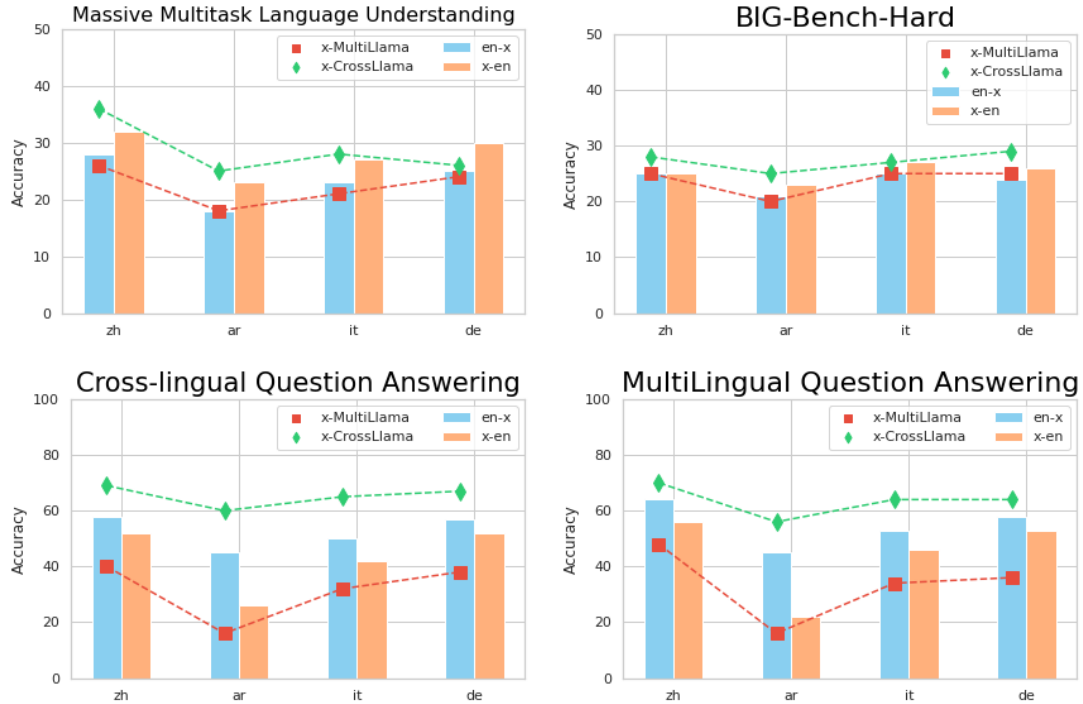 Massive Multitask Language Understanding
50
40
30
20
10
0
Accuracy
x-MultiLlama
x-CrossLlama
en-x
x-en
zh
ar
it
de
BIG-Bench-Hard
50
40
30
20
10
0
Accuracy
x-MultiLlama
x-CrossLlama
en-x
x-en
zh
ar
it
de
Cross-lingual Question Answering
100
80
60
40
20
0
Accuracy
x-MultiLlama
x-CrossLlama
en-x
x-en
zh
ar
it
de
MultiLingual Question Answering
100
80
60
40
20
0
Accuracy
x-MultiLlama
x-CrossLlama
en-x
x-en
zh
ar
it
de